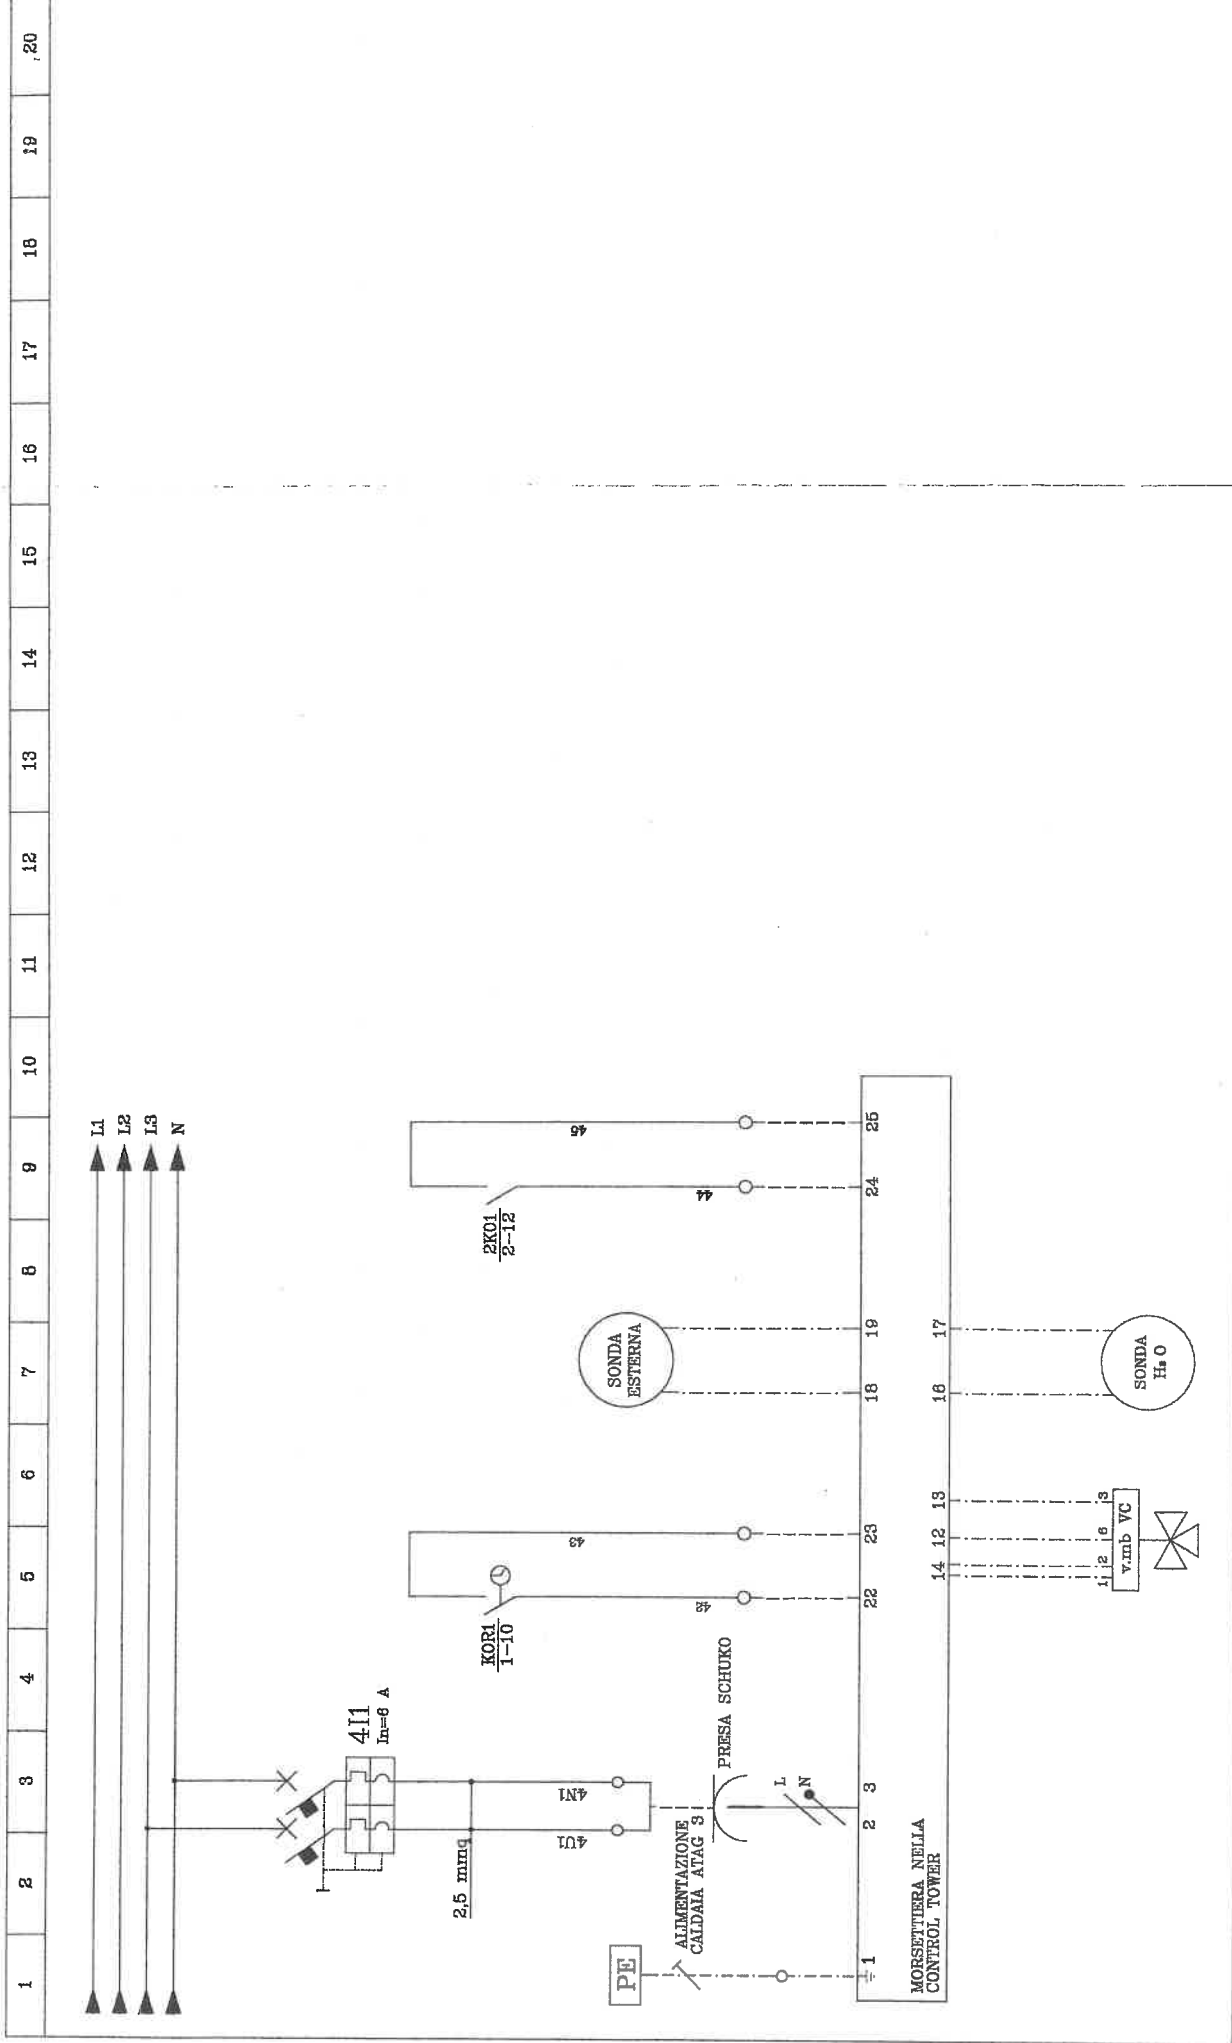 1 2 3 4 5 6 7 8 9 10 11 12 13 14 15 16 17 18 19 20
L1
L2
L3
N
4I1
In=6 A
2,5 mmq
4U1
4N1
KOR1
1-10
42
43
2K01
2-12
44
45
PE
ALIMENTAZIONE
CALDAIA ATAG 3
PRESA SCHUKO
L
N
SONDA
ESTERNA
1 2 3 22 23 18 19 24 25
MORSETTIERA NELLA
CONTROL TOWER
14 12 13 16 17
1 2 6 3
v.mb VC
SONDA
H₂O